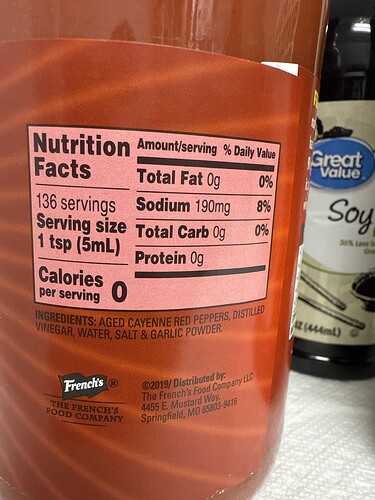 Nutrition
Facts
136 servings
Serving size
1 tsp (5mL)
Calories
per serving 0
Amount/serving % Daily Value
Total Fat 0g 0%
Sodium 190mg 8%
Total Carb 0g 0%
Protein 0g
INGREDIENTS: AGED CAYENNE RED PEPPERS, DISTILLED
VINEGAR, WATER, SALT & GARLIC POWDER.
French's®
THE FRENCH'S
FOOD COMPANY
©2019/ Distributed by:
The French's Food Company LLC
4455 E. Mustard Way,
Springfield, MO 65803-9416
Great
Value
Soy
(444mL)